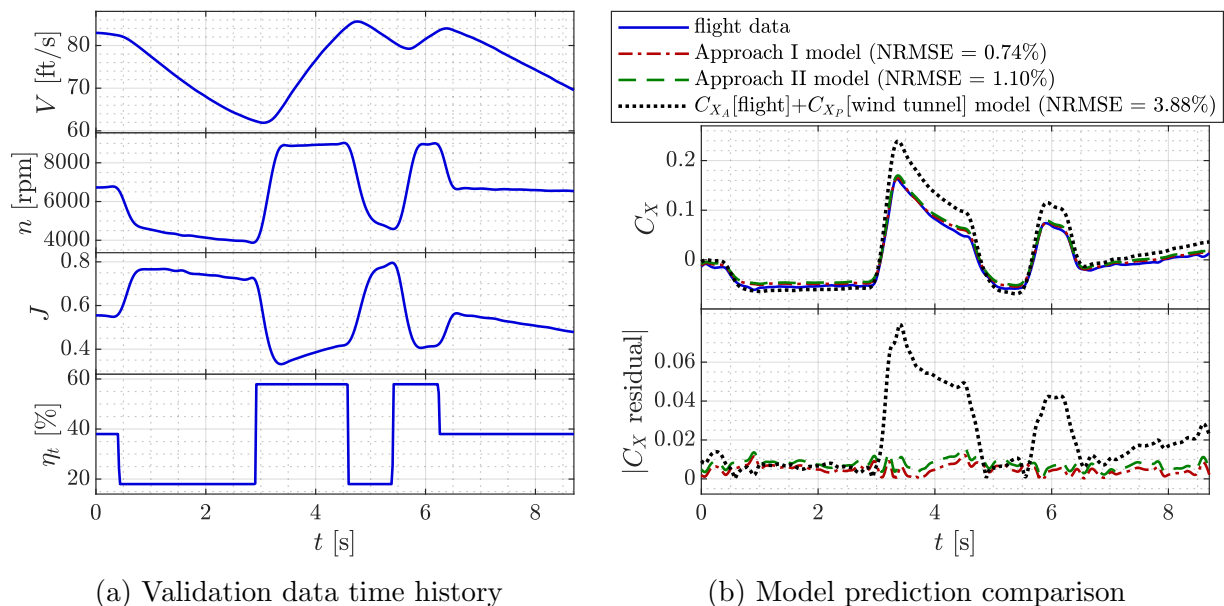 80
70
60
V [ft/s]
8000
6000
4000
n [rpm]
0.8
0.6
0.4
J
60
40
20
η_t [%]
0 2 4 6 8
t [s]
(a) Validation data time history
flight data
Approach I model (NRMSE = 0.74%)
Approach II model (NRMSE = 1.10%)
C_{X_A}[flight]+C_{X_P}[wind tunnel] model (NRMSE = 3.88%)
0.2
0.1
0
C_X
0.06
0.04
0.02
0
|C_X residual|
0 2 4 6 8
t [s]
(b) Model prediction comparison